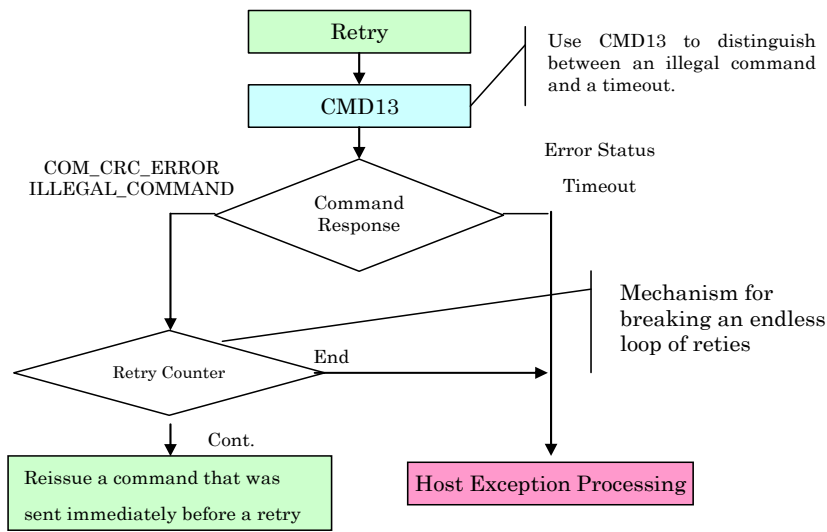 Retry
Use CMD13 to distinguish
between an illegal command
and a timeout.
CMD13
COM_CRC_ERROR
ILLEGAL_COMMAND
Error Status
Timeout
Command
Response
Mechanism for
breaking an endless
loop of reties
Retry Counter
End
Cont.
Reissue a command that was
sent immediately before a retry
Host Exception Processing